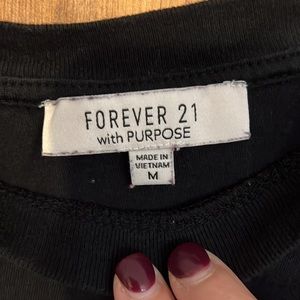 FOREVER 21
with PURPOSE
MADE IN
VIETNAM
M